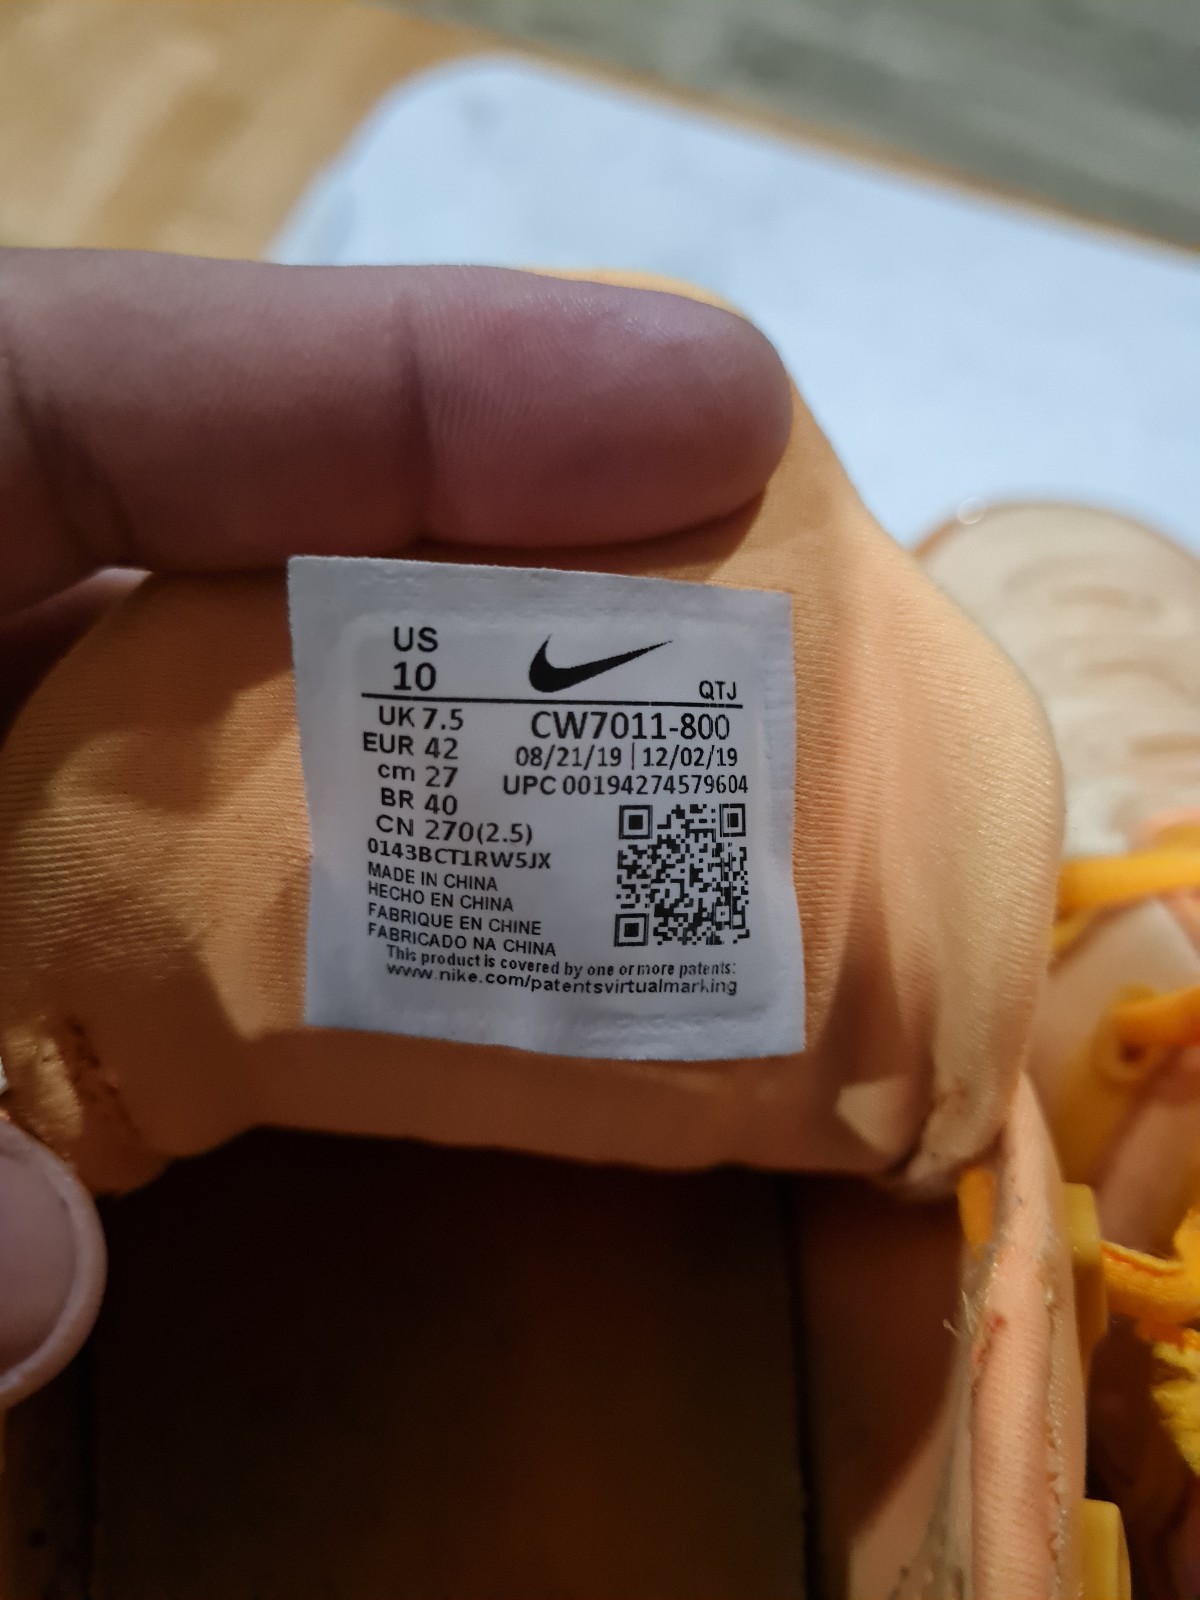 US
10
QTJ
UK 7.5
CW7011-800
EUR 42
08/21/19 | 12/02/19
cm 27
UPC 00194274579604
BR 40
CN 270(2.5)
0143BCT1RW5JX
MADE IN CHINA
HECHO EN CHINA
FABRIQUE EN CHINE
FABRICADO NA CHINA
This product is covered by one or more patents:
www.nike.com/patentsvirtualmarking